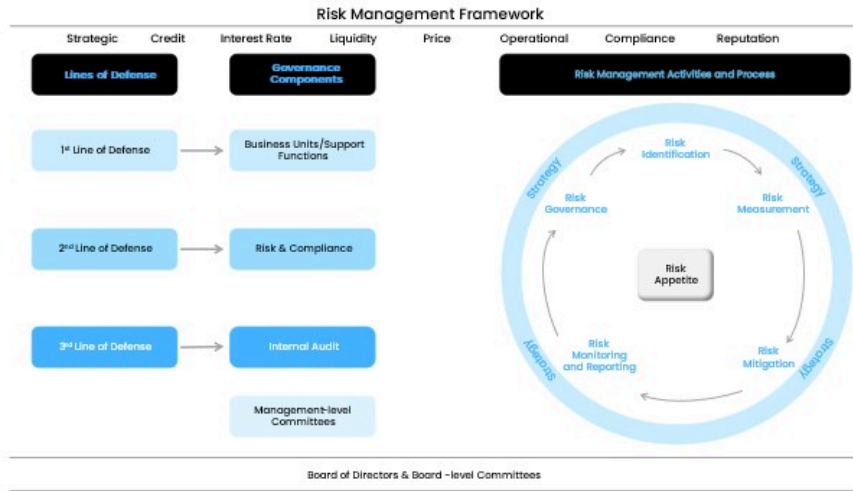 Risk Management Framework
Strategic Credit Interest Rate Liquidity Price Operational Compliance Reputation
Lines of Defense
Governance
Components
Risk Management Activities and Process
1st Line of Defense
Business Units/Support
Functions
2nd Line of Defense
Risk & Compliance
3rd Line of Defense
Internal Audit
Management-level
Committees
Strategy
Strategy
Risk
Identification
Risk
Governance
Risk
Measurement
Risk
Appetite
Risk
Monitoring
and Reporting
Risk
Mitigation
Strategy
Strategy
Board of Directors & Board -level Committees